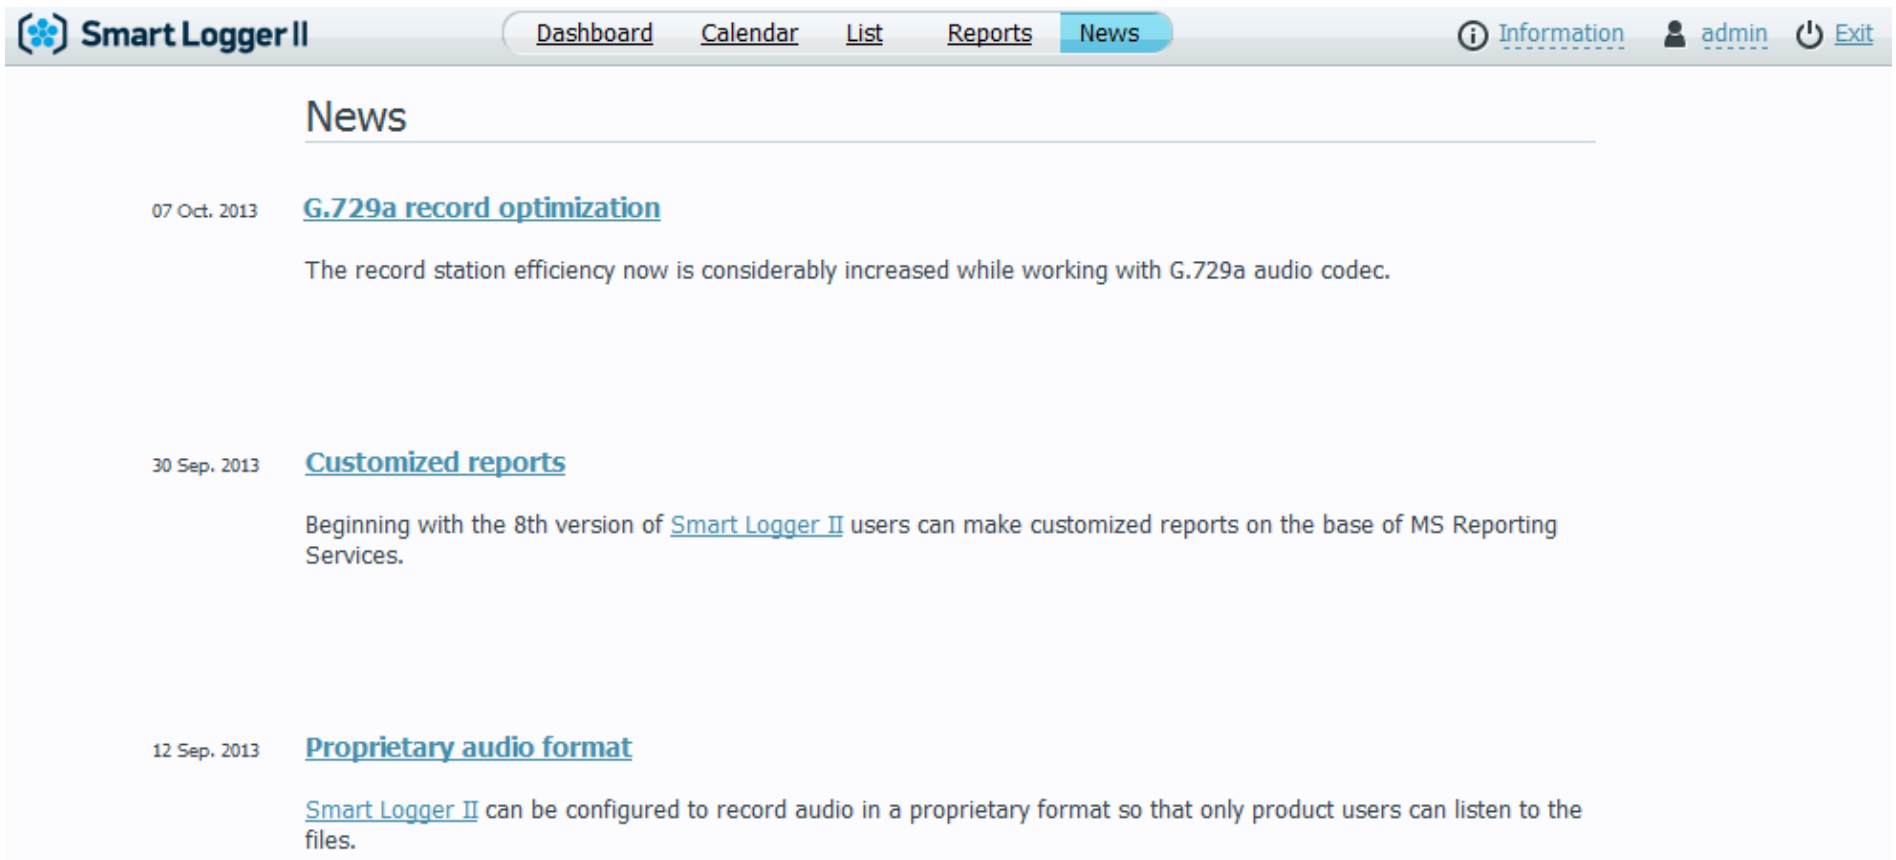 Smart Logger II Dashboard Calendar List Reports News Information admin Exit
News
07 Oct. 2013 G.729a record optimization
The record station efficiency now is considerably increased while working with G.729a audio codec.
30 Sep. 2013 Customized reports
Beginning with the 8th version of Smart Logger II users can make customized reports on the base of MS Reporting
Services.
12 Sep. 2013 Proprietary audio format
Smart Logger II can be configured to record audio in a proprietary format so that only product users can listen to the
files.